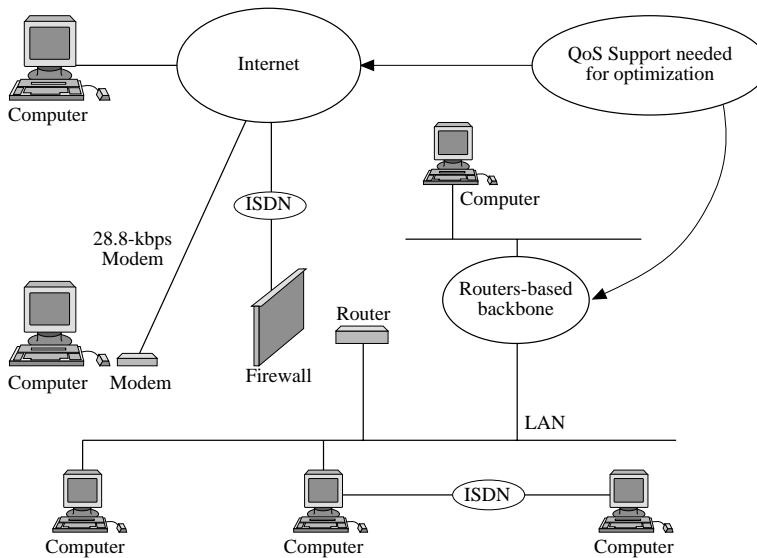 Internet
QoS Support needed
for optimization
Computer
Computer
ISDN
28.8-kbps
Modem
Routers-based
backbone
Router
Computer
Modem
Firewall
LAN
ISDN
Computer
Computer
Computer